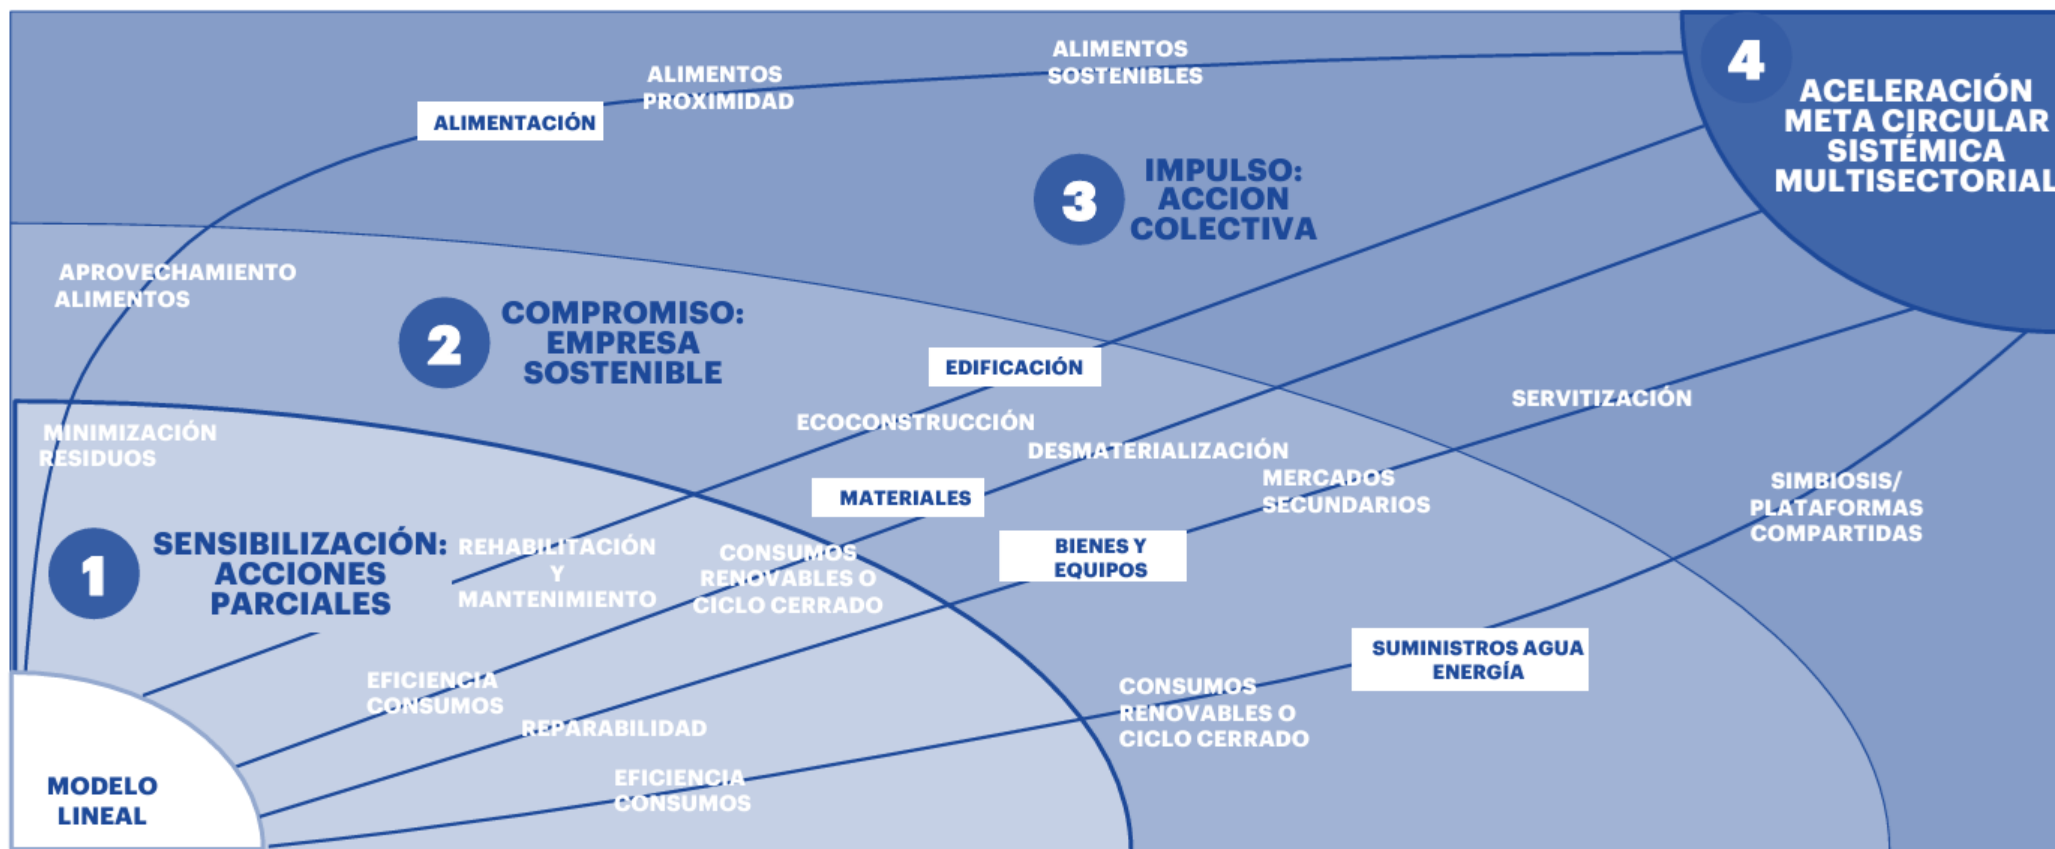 ALIMENTOS
SOSTENIBLES
4
ACELERACIÓN
META CIRCULAR
SISTÉMICA
MULTISECTORIAL
ALIMENTOS
PROXIMIDAD
ALIMENTACIÓN
3
IMPULSO:
ACCION
COLECTIVA
APROVECHAMIENTO
ALIMENTOS
2
COMPROMISO:
EMPRESA
SOSTENIBLE
EDIFICACIÓN
SERVITIZACIÓN
ECOCONSTRUCCIÓN
MINIMIZACIÓN
RESIDUOS
DESMATERIALIZACIÓN
MERCADOS
SECUNDARIOS
SIMBIOSIS/
PLATAFORMAS
COMPARTIDAS
MATERIALES
1
SENSIBILIZACIÓN:
ACCIONES
PARCIALES
REHABILITACIÓN
Y
MANTENIMIENTO
CONSUMOS
RENOVABLES O
CICLO CERRADO
BIENES Y
EQUIPOS
SUMINISTROS AGUA
ENERGÍA
EFICIENCIA
CONSUMOS
CONSUMOS
RENOVABLES O
CICLO CERRADO
REPARABILIDAD
EFICIENCIA
CONSUMOS
MODELO
LINEAL